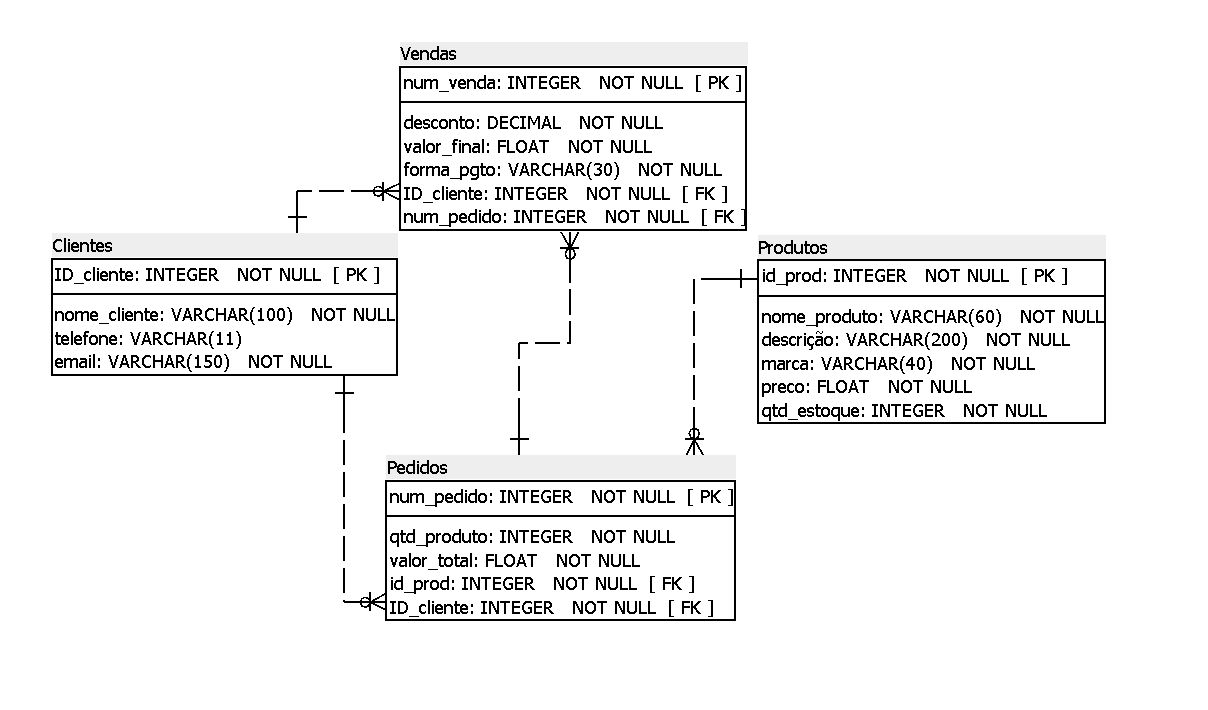 Vendas
num_venda: INTEGER NOT NULL [ PK ]
desconto: DECIMAL NOT NULL
valor_final: FLOAT NOT NULL
forma_pgto: VARCHAR(30) NOT NULL
ID_cliente: INTEGER NOT NULL [ FK ]
num_pedido: INTEGER NOT NULL [ FK ]
Clientes
ID_cliente: INTEGER NOT NULL [ PK ]
nome_cliente: VARCHAR(100) NOT NULL
telefone: VARCHAR(11)
email: VARCHAR(150) NOT NULL
Produtos
id_prod: INTEGER NOT NULL [ PK ]
nome_produto: VARCHAR(60) NOT NULL
descrição: VARCHAR(200) NOT NULL
marca: VARCHAR(40) NOT NULL
preco: FLOAT NOT NULL
qtd_estoque: INTEGER NOT NULL
Pedidos
num_pedido: INTEGER NOT NULL [ PK ]
qtd_produto: INTEGER NOT NULL
valor_total: FLOAT NOT NULL
id_prod: INTEGER NOT NULL [ FK ]
ID_cliente: INTEGER NOT NULL [ FK ]